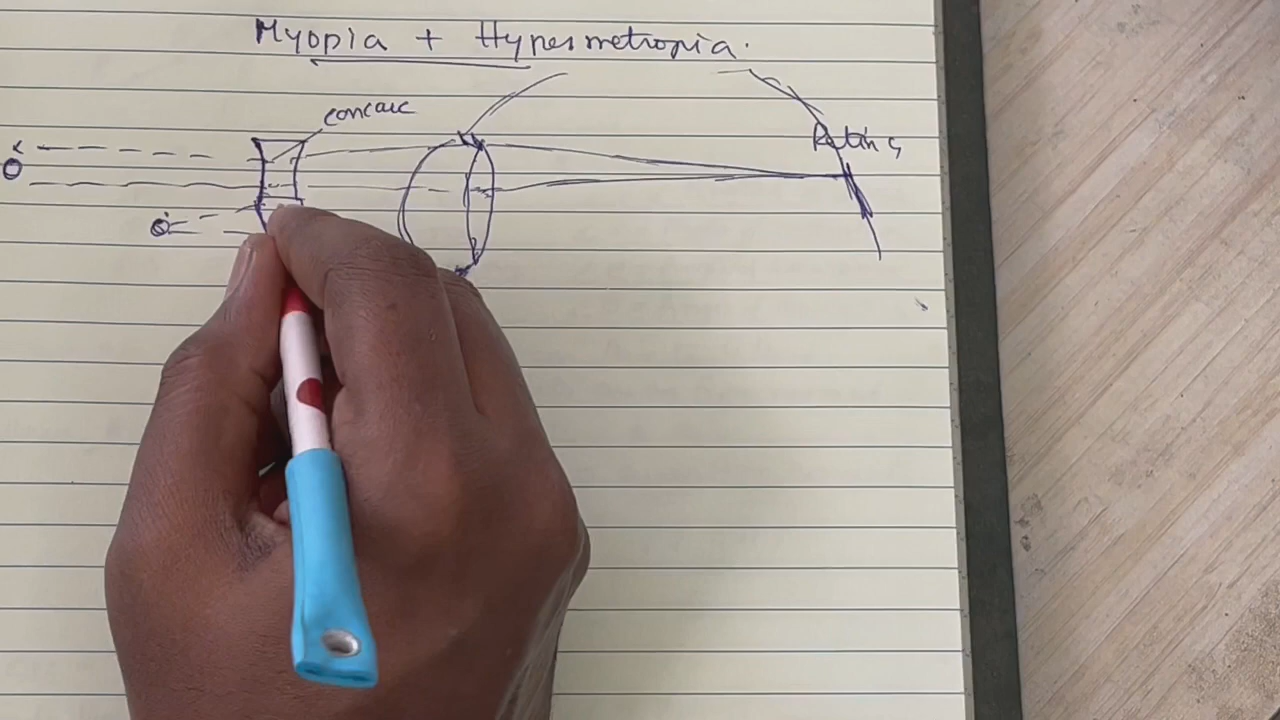 Myopia + Hypermetropia.
concave
Retina
O
O'